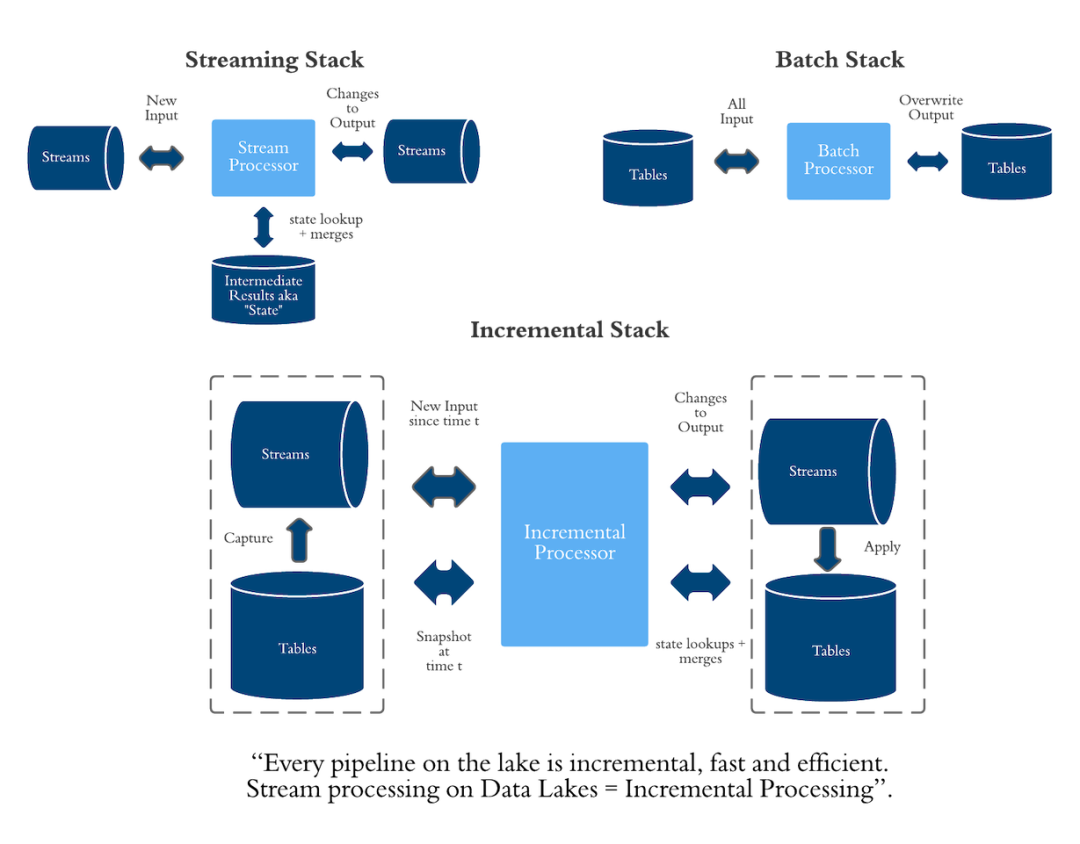 Streaming Stack
New
Input
Changes
to
Output
Streams
Stream
Processor
Streams
state lookup
+ merges
Intermediate
Results aka
"State"
Batch Stack
All
Input
Overwrite
Output
Tables
Batch
Processor
Tables
Incremental Stack
New Input
since time t
Changes
to
Output
Streams
Streams
Incremental
Processor
Capture
Apply
Tables
Snapshot
at
time t
state lookups +
merges
Tables
“Every pipeline on the lake is incremental, fast and efficient.
Stream processing on Data Lakes = Incremental Processing”.